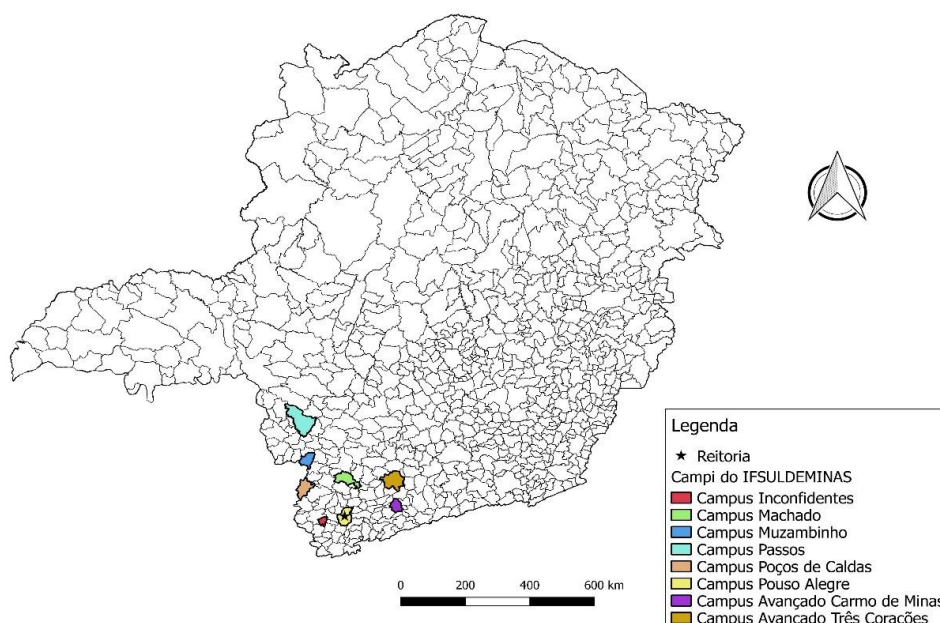 Legenda
Reitoria
Campi do IFSULDEMINAS
Campus Inconfidentes
Campus Machado
Campus Muzambinho
Campus Passos
Campus Poços de Caldas
Campus Pouso Alegre
Campus Avançado Carmo de Minas
Campus Avançado Três Corações
0 200 400 600 km